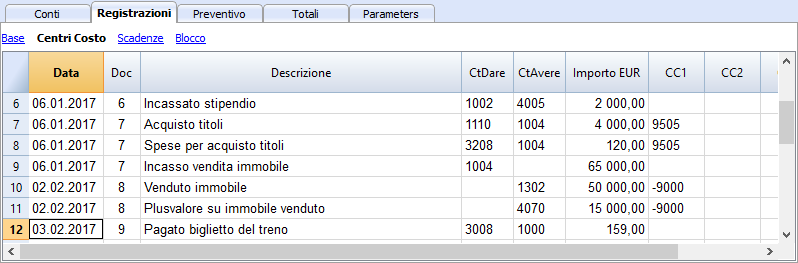 Conti Registrazioni Preventivo Totali Parameters
Base Centri Costo Scadenze Blocco
Data Doc Descrizione CtDare CtAvere Importo EUR CC1 CC2
6 06.01.2017 6 Incassato stipendio 1002 4005 2 000,00
7 06.01.2017 7 Acquisto titoli 1110 1004 4 000,00 9505
8 06.01.2017 7 Spese per acquisto titoli 3208 1004 120,00 9505
9 06.01.2017 7 Incasso vendita immobile 1004 65 000,00
10 02.02.2017 8 Venduto immobile 1302 50 000,00 -9000
11 02.02.2017 8 Plusvalore su immobile venduto 4070 15 000,00 -9000
12 03.02.2017 9 Pagato biglietto del treno 3008 1000 159,00